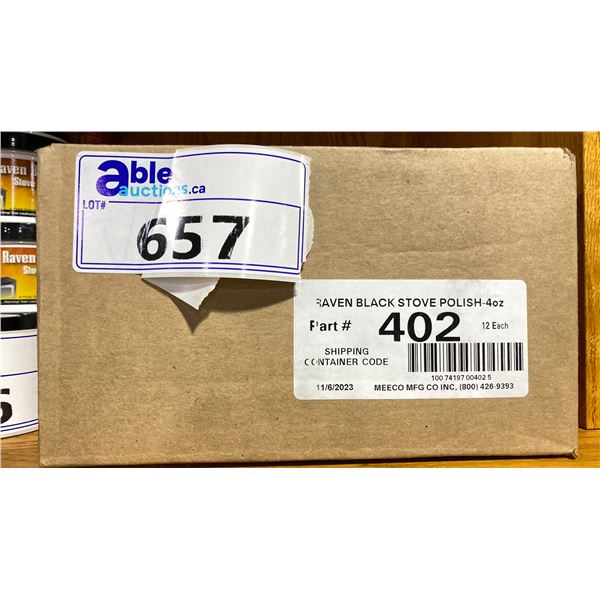 able
auctions.ca
LOT#
657
RAVEN BLACK STOVE POLISH-4oz
Part # 402 12 Each
SHIPPING
CONTAINER CODE
100 74197 00402 5
11/6/2023 MEECO MFG CO INC, (800) 426-9393
Raven
Stove
Raven
Stov